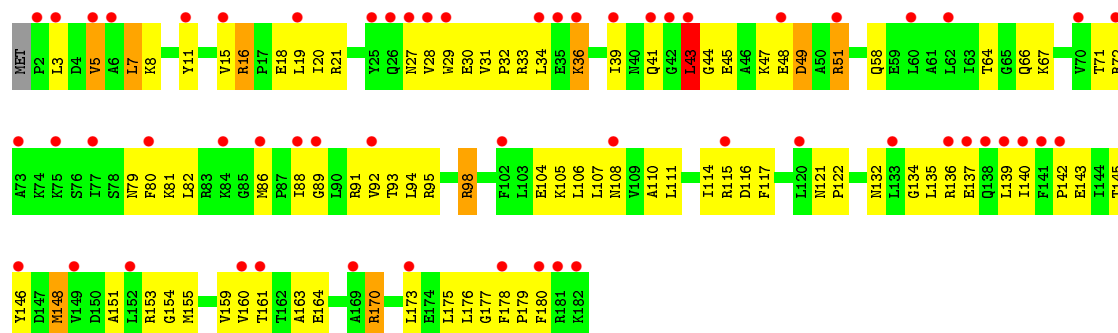 MET P2 L3 D4 V5 A6 L7 K8 Y11 V15 R16 P17 E18 L19 I20 R21 Y25 Q26 N27 V28 W29 E30 V31 P32 R33 L34 E35 K36 I39 N40 Q41 G42 L43 G44 E45 A46 K47 E48 D49 A50 R51 Q58 E59 L60 A61 L62 I63 T64 G65 Q66 K67 V70 T71 R72
A73 K74 K75 S76 I77 S78 N79 F80 K81 L82 R83 K84 G85 M86 P87 I88 G89 L90 R91 V92 T93 L94 R95 R98 F102 L103 E104 K105 L106 L107 N108 V109 A110 L111 I114 R115 D116 F117 L120 N121 P122 N132 L133 G134 L135 R136 E137 Q138 L139 I140 F141 P142 E143 I144 T145
Y146 D147 M148 V149 D150 A151 L152 R153 G154 M155 V159 V160 T161 T162 A163 E164 A169 R170 L173 E174 L175 L176 G177 F178 P179 F180 R181 K182